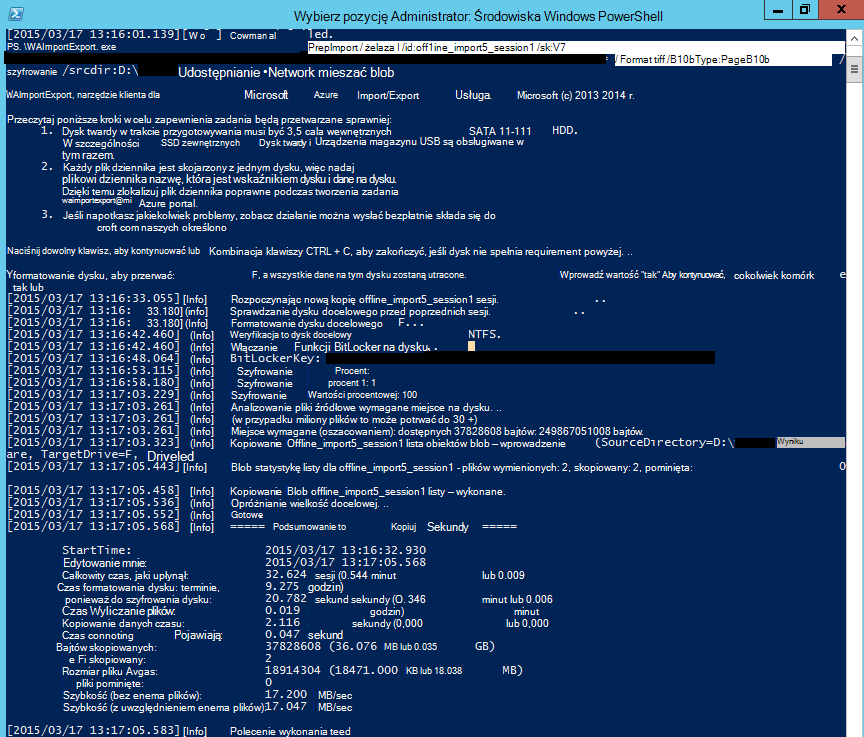 Wybierz pozycję Administrator: Środowiska Windows PowerShell
[2015/03/17 13:16:01.139] [W o ] Cowmanal led.
PS. \WAImportExport. exe PrepImport / żelaza l /id:off1ine_import5_session1 /sk:V7
/ Format tiff /B10bType:PageB10b /
szyfrowanie /srcdir:D:\ Udostępnianie •Network mieszać blob
WAImportExport, narzędzie klienta dla Microsoft Azure Import/Export Usługa. Microsoft (c) 2013 2014 r.
Przeczytaj poniższe kroki w celu zapewnienia zadania będą przetwarzane sprawniej:
1. Dysk twardy w trakcie przygotowywania musi być 3,5 cala wewnętrznych SATA 11-111 HDD.
W szczególności SSD zewnętrznych Dysk twardy i Urządzenia magazynu USB są obsługiwane w
tym razem.
2. Każdy plik dziennika jest skojarzony z jednym dysku, więc nadaj
plikowi dziennika nazwę, która jest wskaźnikiem dysku i dane na dysku.
Dzięki temu zlokalizuj plik dziennika poprawne podczas tworzenia zadania
waimportexport@mi Azure portal.
3. Jeśli napotkasz jakiekolwiek problemy, zobacz działanie można wysłać bezpłatnie składa się do
croft com naszych określono
Naciśnij dowolny klawisz, aby kontynuować lub Kombinacja klawiszy CTRL + C, aby zakończyć, jeśli dysk nie spełnia requirement powyżej. ..
Yformatowanie dysku, aby przerwać: F, a wszystkie dane na tym dysku zostaną utracone. Wprowadź wartość "tak" Aby kontynuować, cokolwiek komórk e
tak lub
[2015/03/17 13:16:33.055] [Info] Rozpoczynając nową kopię offline_import5_session1 sesji. ..
[2015/03/17 13:16: 33.180] (info] Sprawdzanie dysku docelowego przed poprzednich sesji. ..
[2015/03/17 13:16: 33.180] (Info] Formatowanie dysku docelowego F...
[2015/03/17 13:16:42.460] (Info] Weryfikacja to dysk docelowy NTFS.
[2015/03/17 13:16:42.460] (Info] Włączanie Funkcji BitLocker na dysku. .
[2015/03/17 13:16:48.064] (Info] BitLockerKey:
[2015/03/17 13:16:53.115] [Info] Szyfrowanie Procent:
[2015/03/17 13:16:58.180] [Info] Szyfrowanie procent 1: 1
[2015/03/17 13:17:03.229] (Info] Szyfrowanie Wartości procentowej: 100
[2015/03/17 13:17:03.261] (Info] Analizowanie pliki źródłowe wymagane miejsce na dysku. ..
[2015/03/17 13:17:03.261] (Info] (w przypadku miliony plików to może potrwać do 30 +)
[2015/03/17 13:17:03.261] (Info] Miejsce wymagane (oszacowaniem): dostępnych 37828608 bajtów: 249867051008 bajtów.
[2015/03/17 13:17:03.323] [Info] Kopiowanie Offline_import5_session1 lista obiektów blob – wprowadzenie (SourceDirectory=D:\ Wyniku
are, TargetDrive=F, Driveled
[2015/03/17 13:17:05.443] [Info] Blob statystykę listy dla offline_import5_session1 - plików wymienionych: 2, skopiowany: 2, pominięta: 0
[2015/03/17 13:17:05.458] [Info] Kopiowanie Blob offline_import5_session1 listy – wykonane.
[2015/03/17 13:17:05.536] (Info] Opróżnianie wielkość docelowej. ..
[2015/03/17 13:17:05.552] (Info] Gotowe
[2015/03/17 13:17:05.568] [Info] ===== Podsumowanie to Kopiuj Sekundy =====
StartTime: 2015/03/17 13:16:32.930
Edytowanie mnie: 2015/03/17 13:17:05.568
Całkowity czas, jaki upłynął: 32.624 sesji (0.544 minut lub 0.009
Czas formatowania dysku: terminie, 9.275 godzin)
ponieważ do szyfrowania dysku: 20.782 sekund sekundy (O. 346 minut lub 0.006
Czas Wyliczanie plików: 0.019 godzin) minut
Kopiowanie danych czasu: 2.116 sekundy (0,000 lub 0,000
Czas connoting Pojawiają: 0.047 sekund
Bajtów skopiowanych: 37828608 (36.076 MB lub 0.035 GB)
e Fi skopiowany: 2
Rozmiar pliku Avgas: 18914304 (18471.000 KB lub 18.038 MB)
pliki pominięte: 0
Szybkość (bez enema plików): 17.200 MB/sec
Szybkość (z uwzględnieniem enema plików): 17.047 MB/sec
[2015/03/17 13:17:05.583] [Info] Polecenie wykonania teed